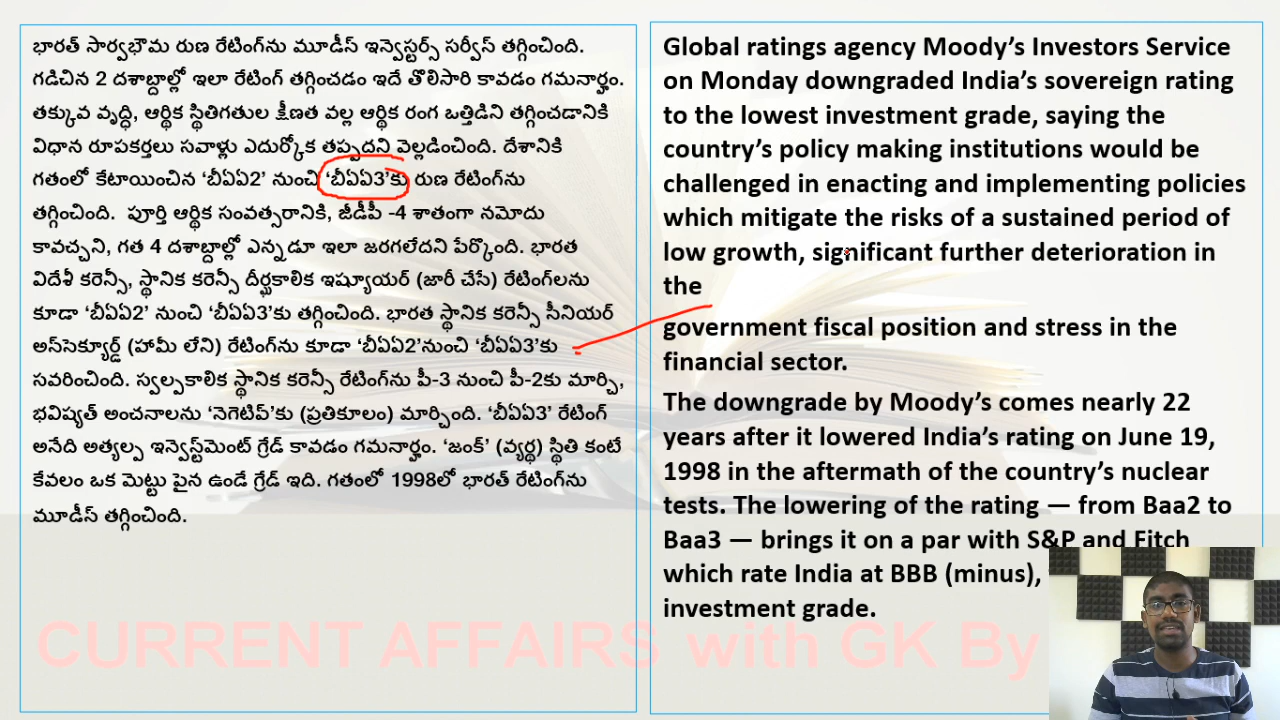 భారత్ సార్వభౌమ రుణ రేటింగ్‌ను మూడీస్ ఇన్వెస్టర్స్ సర్వీస్ తగ్గించింది.
గడిచిన 2 దశాబ్దాల్లో ఇలా రేటింగ్ తగ్గించడం ఇదే తొలిసారి కావడం గమనార్హం.
తక్కువ వృద్ధి, ఆర్థిక స్థితిగతుల క్షీణత వల్ల ఆర్థిక రంగ ఒత్తిడిని తగ్గించడానికి
విధాన రూపకర్తలు సవాళ్లు ఎదుర్కోక తప్పదని వెల్లడించింది. దేశానికి
గతంలో కేటాయించిన ‘బీఏఏ2’ నుంచి ‘బీఏఏ3’కు రుణ రేటింగ్‌ను
తగ్గించింది. పూర్తి ఆర్థిక సంవత్సరానికి, జీడీపీ -4 శాతంగా నమోదు
కావచ్చని, గత 4 దశాబ్దాల్లో ఎన్నడూ ఇలా జరగలేదని పేర్కొంది. భారత
విదేశీ కరెన్సీ, స్థానిక కరెన్సీ దీర్ఘకాలిక ఇష్యూయర్ (జారీ చేసే) రేటింగ్‌లను
కూడా ‘బీఏఏ2’ నుంచి ‘బీఏఏ3’కు తగ్గించింది. భారత స్థానిక కరెన్సీ సీనియర్
అన్‌సెక్యూర్డ్ (హామీ లేని) రేటింగ్‌ను కూడా ‘బీఏఏ2’నుంచి ‘బీఏఏ3’కు
సవరించింది. స్వల్పకాలిక స్థానిక కరెన్సీ రేటింగ్‌ను పీ-3 నుంచి పీ-2కు మార్చి,
భవిష్యత్ అంచనాలను ‘నెగెటివ్’కు (ప్రతికూలం) మార్చింది. ‘బీఏఏ3’ రేటింగ్
అనేది అత్యల్ప ఇన్వెస్ట్‌మెంట్ గ్రేడ్ కావడం గమనార్హం. ‘జంక్’ (వ్యర్థ) స్థితి కంటే
కేవలం ఒక మెట్టు పైన ఉండే గ్రేడ్ ఇది. గతంలో 1998లో భారత్ రేటింగ్‌ను
మూడీస్ తగ్గించింది.
Global ratings agency Moody’s Investors Service
on Monday downgraded India’s sovereign rating
to the lowest investment grade, saying the
country’s policy making institutions would be
challenged in enacting and implementing policies
which mitigate the risks of a sustained period of
low growth, significant further deterioration in
the
government fiscal position and stress in the
financial sector.
The downgrade by Moody’s comes nearly 22
years after it lowered India’s rating on June 19,
1998 in the aftermath of the country’s nuclear
tests. The lowering of the rating — from Baa2 to
Baa3 — brings it on a par with S&P and Fitch
which rate India at BBB (minus),
investment grade.
CURRENT AFFAIRS with GK By